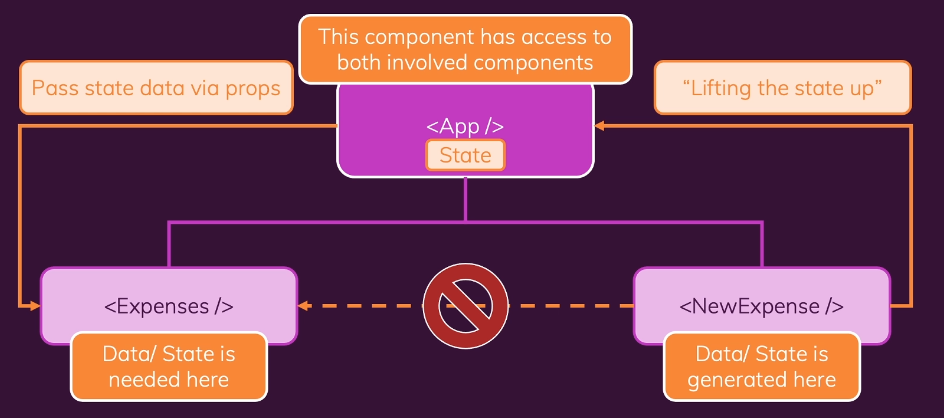 This component has access to
both involved components
Pass state data via props
“Lifting the state up”
<App />
State
<Expenses />
<NewExpense />
Data/ State is
needed here
Data/ State is
generated here